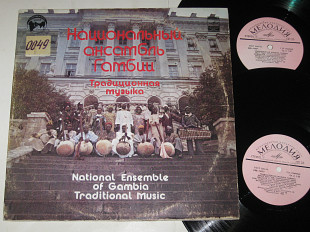 0049
Национальный
ансамбль
Гамбии
Традиционная
музыка
National Ensemble
of Gambia
Traditional Music
МЕЛОДИЯ
МЕЛОДИЯ